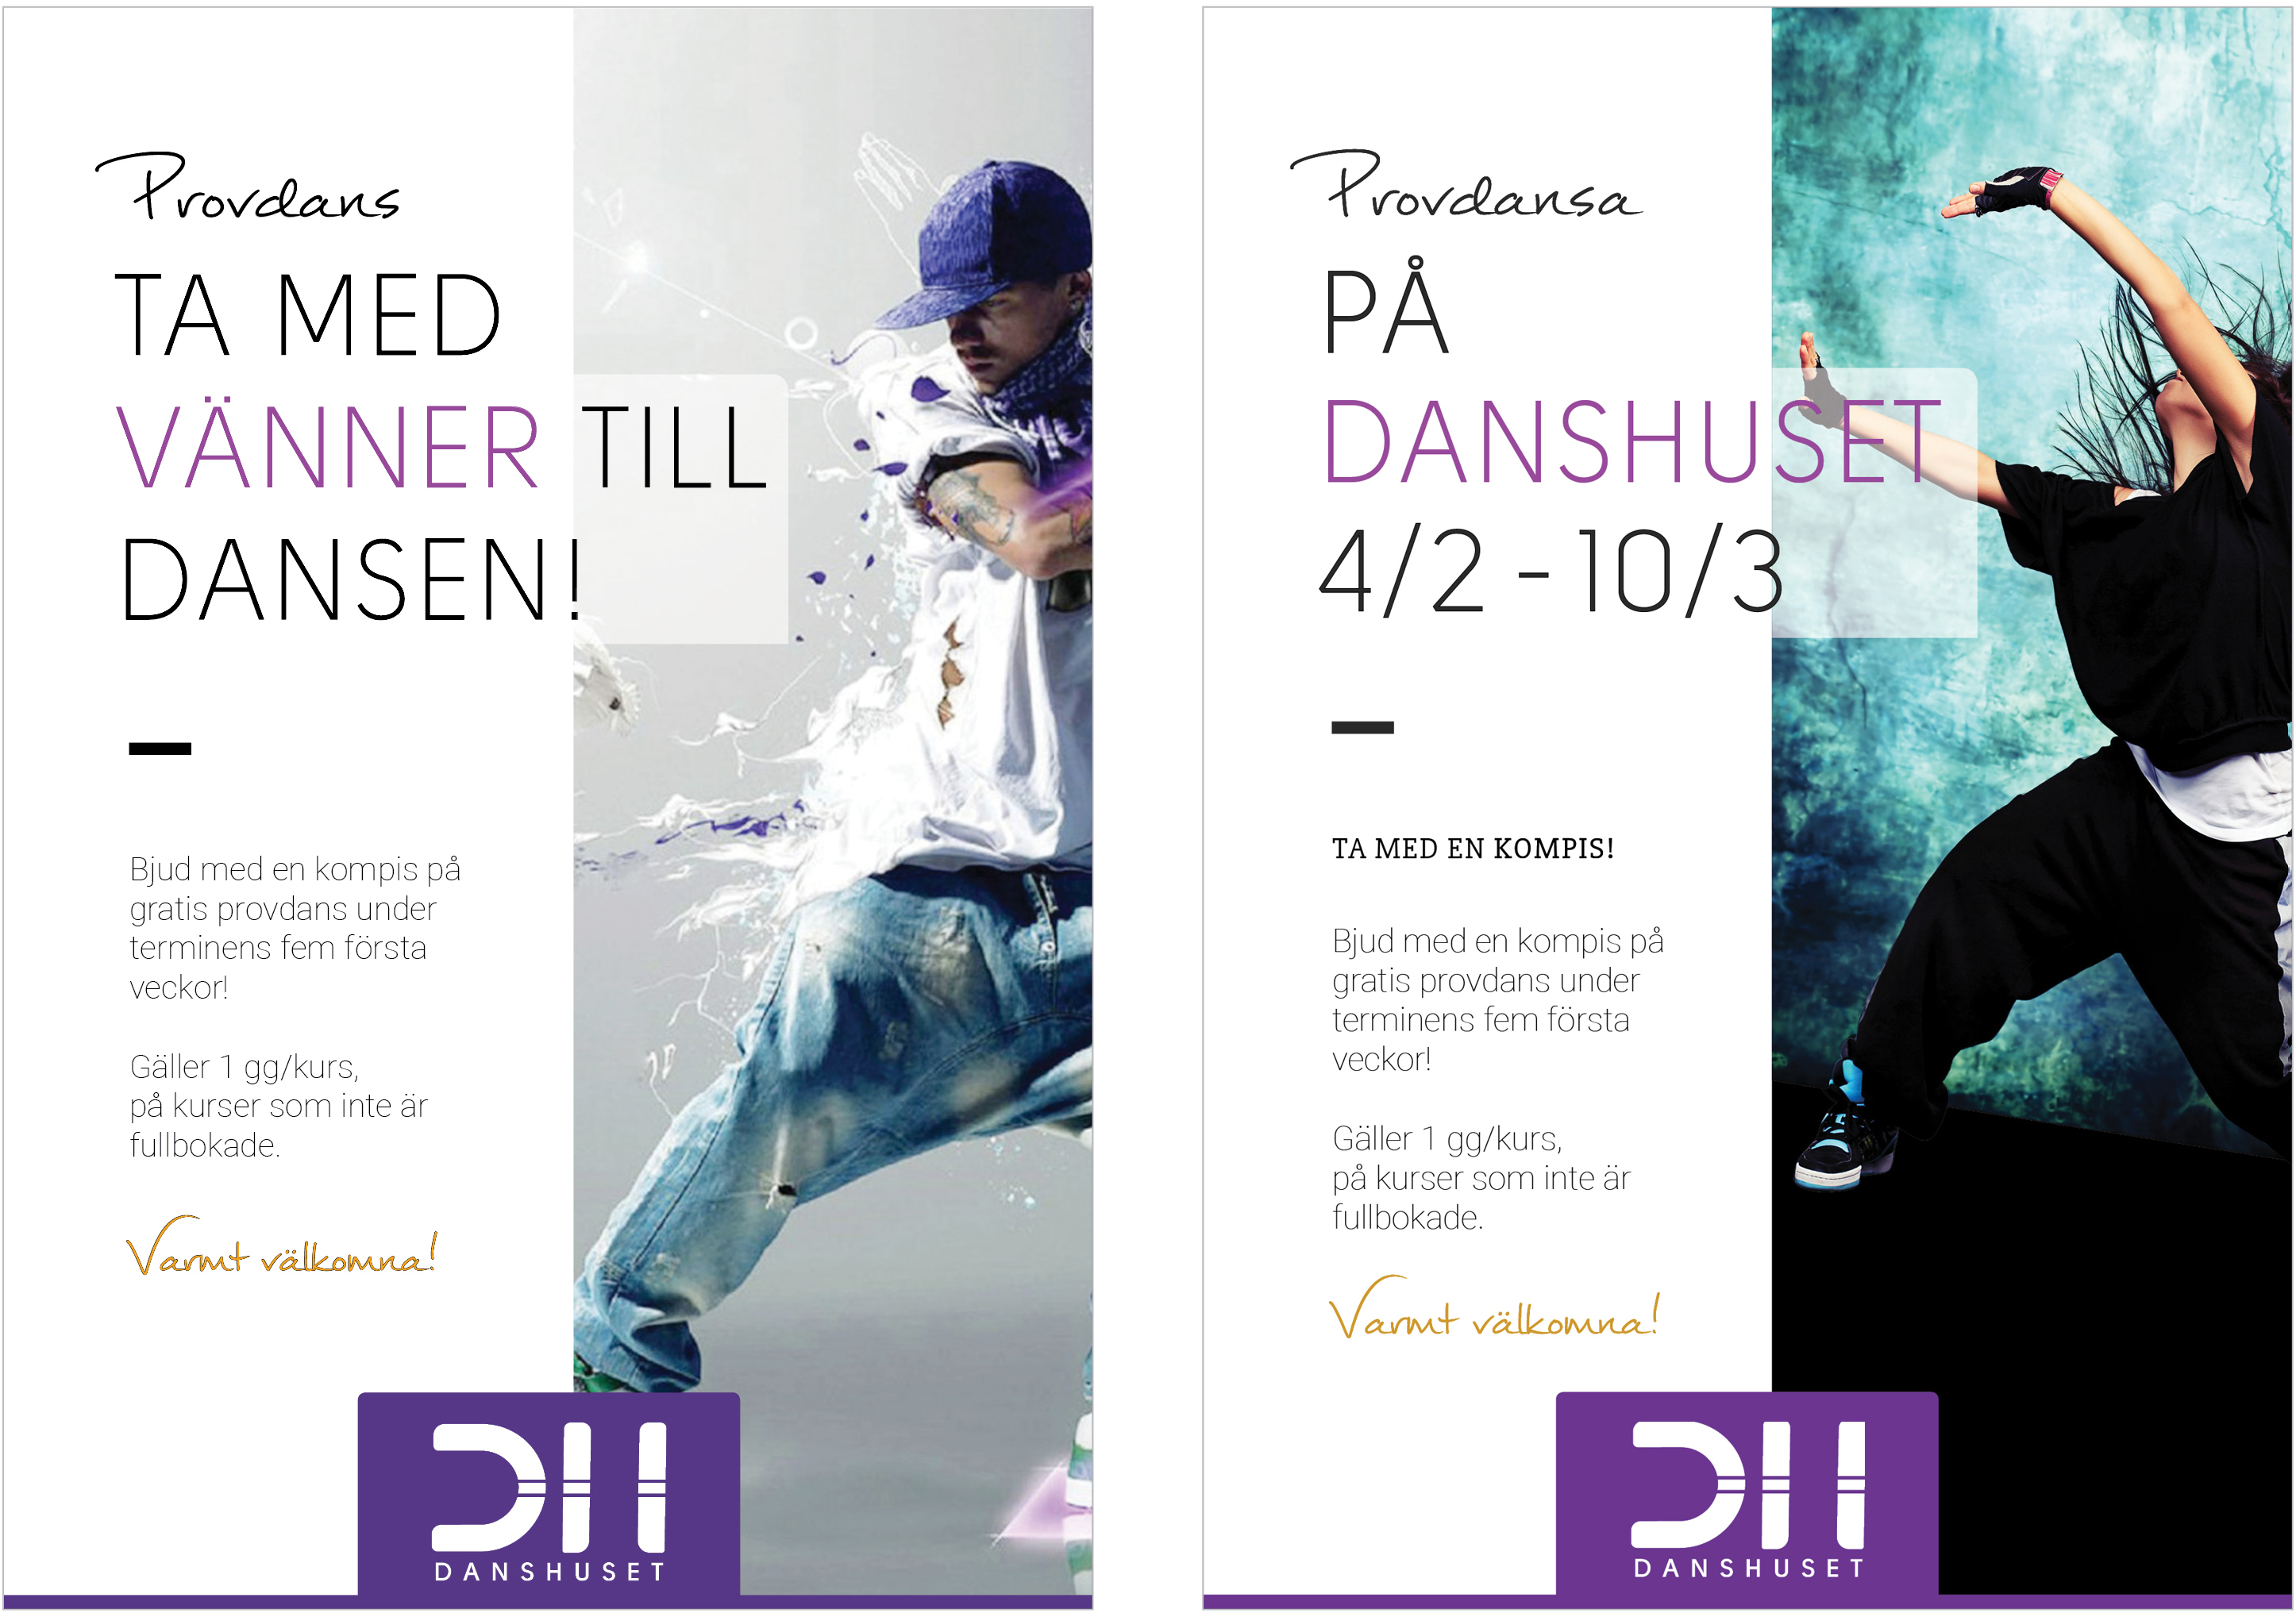 Provdans
TA MED
VÄNNER TILL
DANSEN!
Bjud med en kompis på
gratis provdans under
terminens fem första
veckor!
Gäller 1 gg/kurs,
på kurser som inte är
fullbokade.
Varmt välkomna!
DH
DANSHUSET
Provdansa
PÅ
DANSHUSET
4/2 - 10/3
TA MED EN KOMPIS!
Bjud med en kompis på
gratis provdans under
terminens fem första
veckor!
Gäller 1 gg/kurs,
på kurser som inte är
fullbokade.
Varmt välkomna!
DH
DANSHUSET